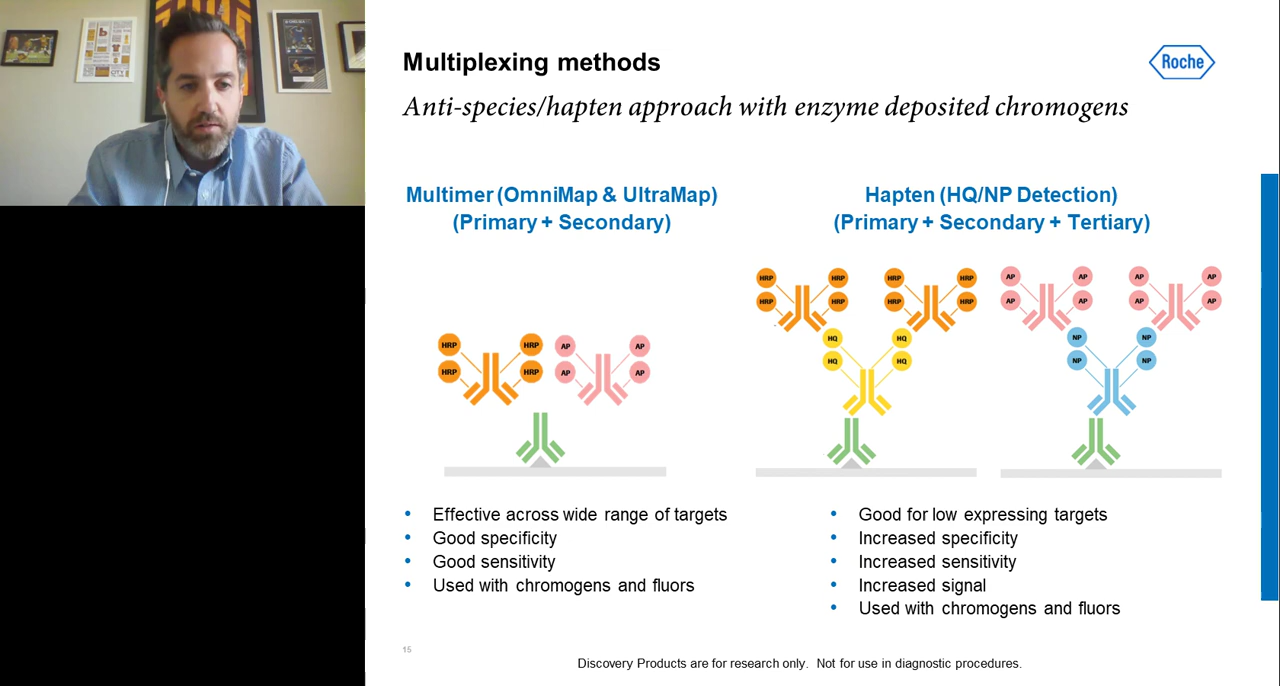 Multiplexing methods
Roche
Anti-species/hapten approach with enzyme deposited chromogens
Multimer (OmniMap & UltraMap)
(Primary + Secondary)
Hapten (HQ/NP Detection)
(Primary + Secondary + Tertiary)
HRP HRP HRP HRP AP AP AP AP
HRP HRP HRP HRP AP AP AP AP
HQ HQ NP NP
HRP HRP AP AP
HQ HQ NP NP
HRP HRP AP AP
• Effective across wide range of targets
• Good specificity
• Good sensitivity
• Used with chromogens and fluors
• Good for low expressing targets
• Increased specificity
• Increased sensitivity
• Increased signal
• Used with chromogens and fluors
15
Discovery Products are for research only. Not for use in diagnostic procedures.